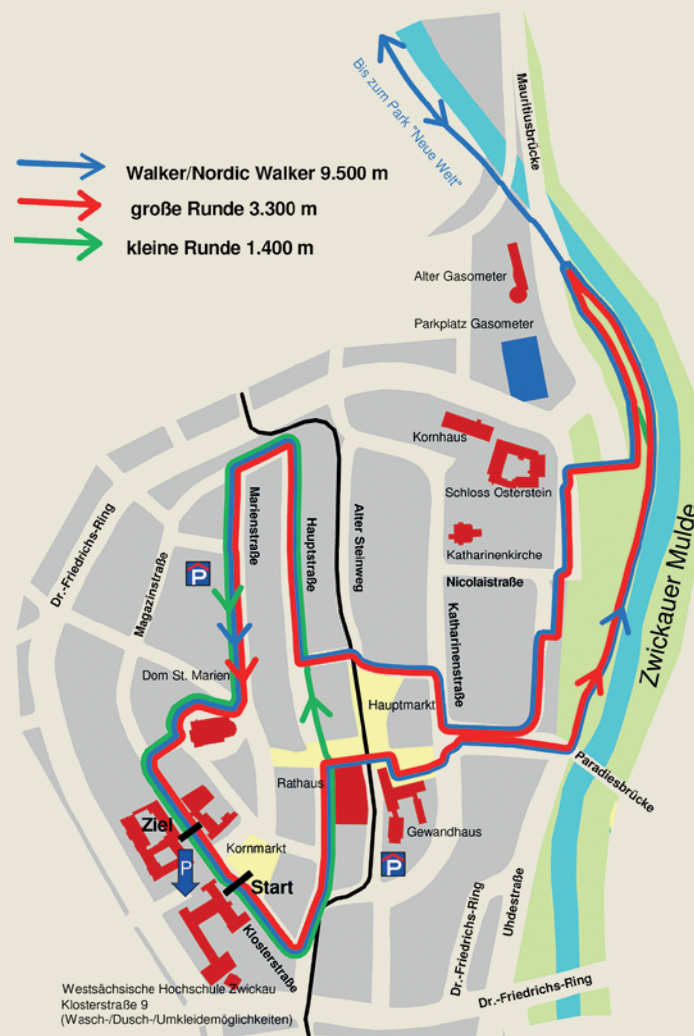 Mauritiusbrücke
Bis zum Park "Neue Welt"
Walker/Nordic Walker 9.500 m
große Runde 3.300 m
kleine Runde 1.400 m
Alter Gasometer
Parkplatz Gasometer
Kornhaus
Schloss Osterstein
Katharinenkirche
Nicolaistraße
Marienstraße
Hauptstraße
Alter Steinweg
Katharinenstraße
Dr.-Friedrichs-Ring
Magazinstraße
P
Zwickauer Mulde
Dom St. Marien
Hauptmarkt
Paradiesbrücke
Rathaus
Gewandhaus
Ziel
Kornmarkt
P
P
Start
Klosterstraße
Dr.-Friedrichs-Ring
Uhdestraße
Dr.-Friedrichs-Ring
Westsächsische Hochschule Zwickau
Klosterstraße 9
(Wasch-/Dusch-/Umkleidemöglichkeiten)